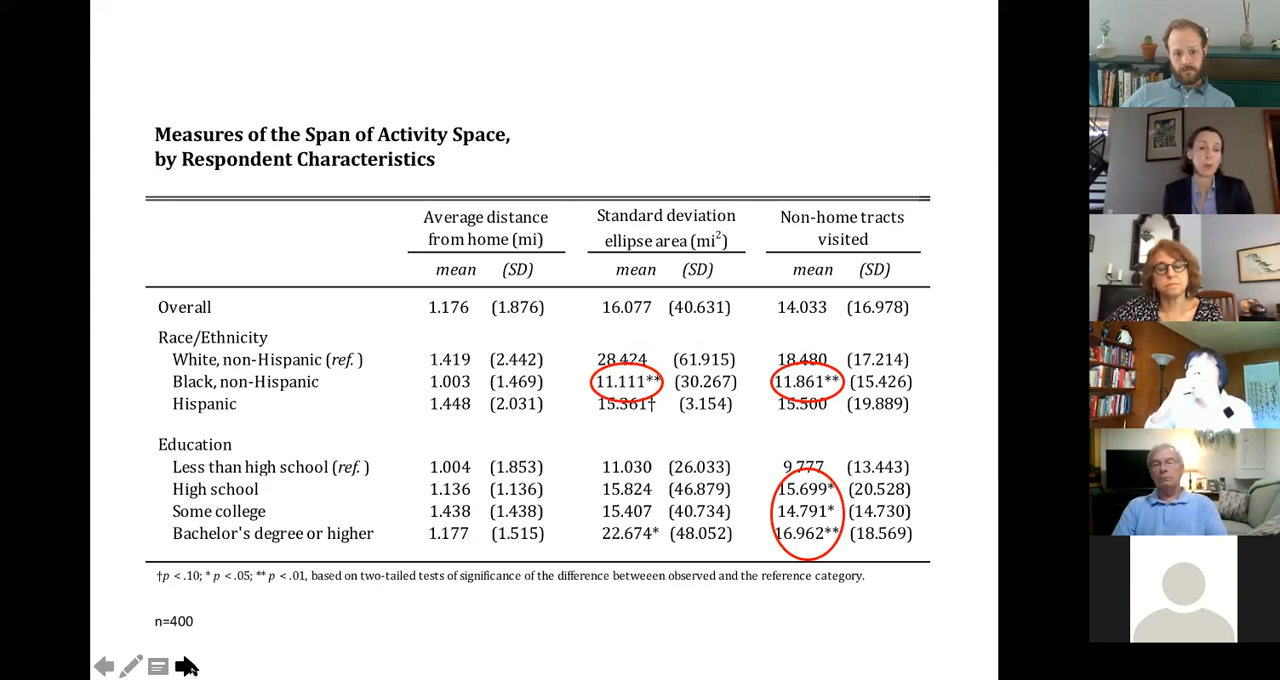 Measures of the Span of Activity Space,
by Respondent Characteristics
Average distance from home (mi) Standard deviation ellipse area (mi²) Non-home tracts visited
mean (SD) mean (SD) mean (SD)
Overall 1.176 (1.876) 16.077 (40.631) 14.033 (16.978)
Race/Ethnicity
White, non-Hispanic (ref. ) 1.419 (2.442) 28.424 (61.915) 18.480 (17.214)
Black, non-Hispanic 1.003 (1.469) 11.111** (30.267) 11.861** (15.426)
Hispanic 1.448 (2.031) 15.361† (3.154) 15.500 (19.889)
Education
Less than high school (ref. ) 1.004 (1.853) 11.030 (26.033) 9.777 (13.443)
High school 1.136 (1.136) 15.824 (46.879) 15.699* (20.528)
Some college 1.438 (1.438) 15.407 (40.734) 14.791* (14.730)
Bachelor's degree or higher 1.177 (1.515) 22.674* (48.052) 16.962** (18.569)
†p < .10; * p < .05; ** p < .01, based on two-tailed tests of significance of the difference betweeen observed and the reference category.
n=400